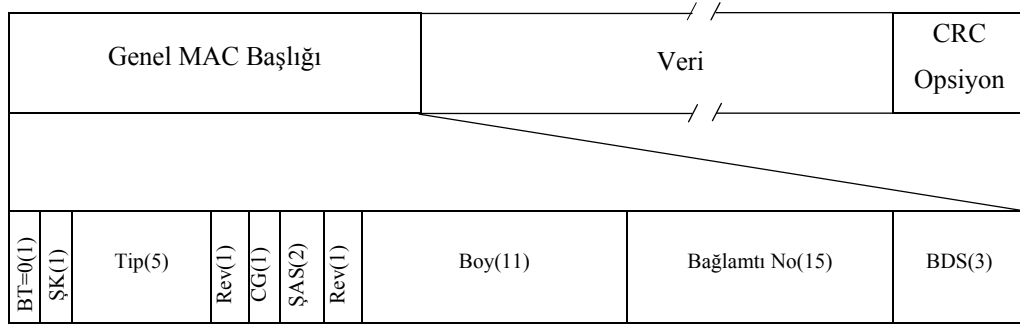 Genel MAC Başlığı
Veri
CRC
Opsiyon
BT=0(1)
ŞK(1)
Tip(5)
Rev(1)
CG(1)
ŞAS(2)
Rev(1)
Boy(11)
Bağlamtı No(15)
BDS(3)